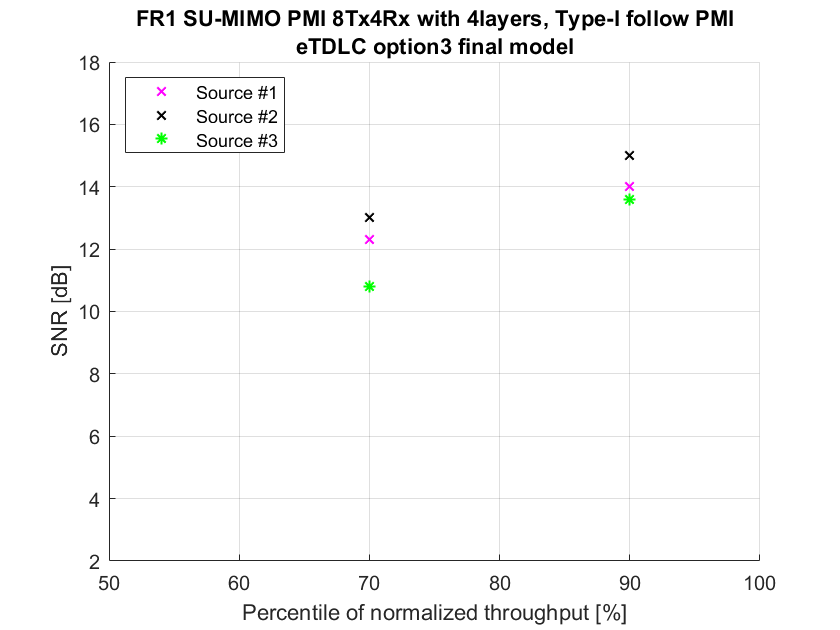 FR1 SU-MIMO PMI 8Tx4Rx with 4layers, Type-I follow PMI
eTDLC option3 final model
18
Source #1
Source #2
Source #3
16
14
12
10
8
6
4
2
SNR [dB]
50 60 70 80 90 100
Percentile of normalized throughput [%]